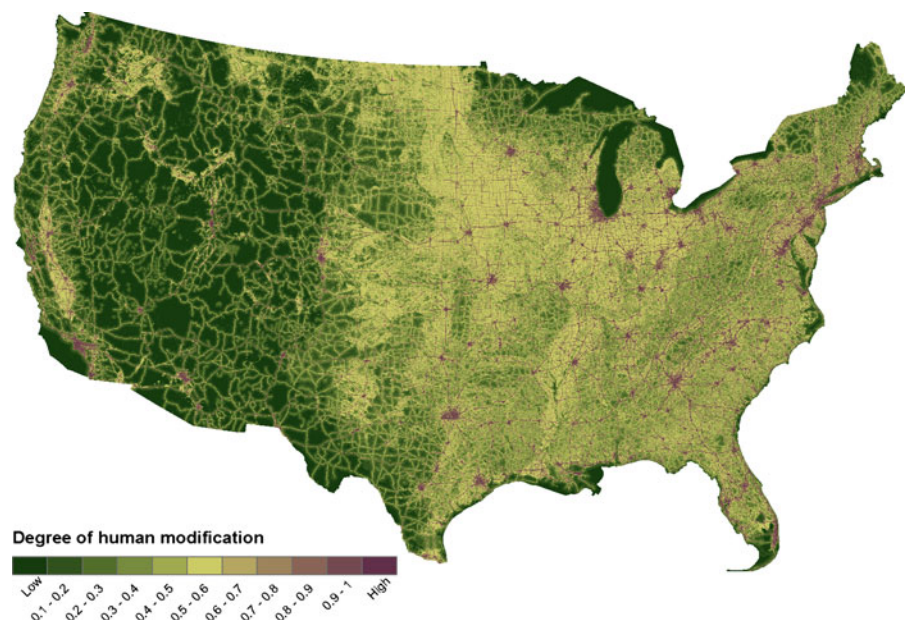 Degree of human modification
Low
0.1 - 0.2
0.2 - 0.3
0.3 - 0.4
0.4 - 0.5
0.5 - 0.6
0.6 - 0.7
0.7 - 0.8
0.8 - 0.9
0.9 - 1
High